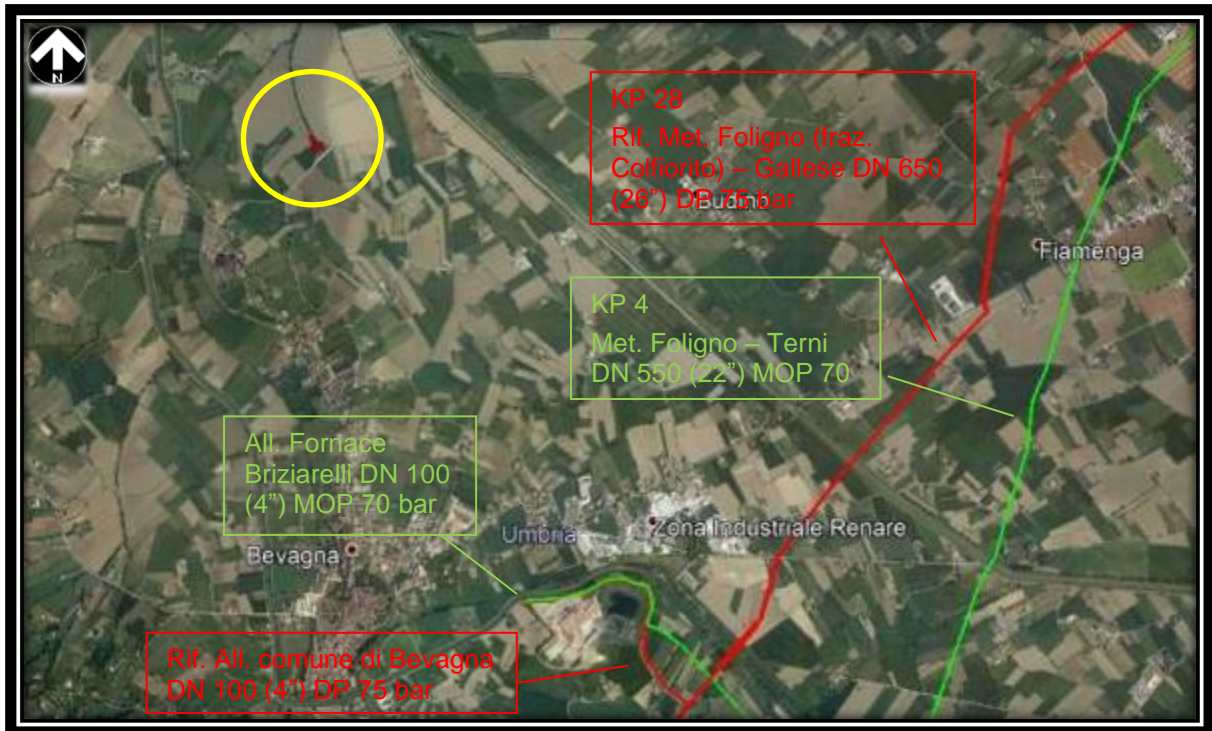 N
KP 28
Rif. Met. Foligno (fraz.
Colfiorito) – Gallese DN 650
(26”) DP 75 bar
Budino
Fiamenga
KP 4
Met. Foligno – Terni
DN 550 (22”) MOP 70
All. Fornace
Briziarelli DN 100
(4”) MOP 70 bar
Umbria
Zona Industriale Renare
Bevagna
Rif. All. comune di Bevagna
DN 100 (4”) DP 75 bar